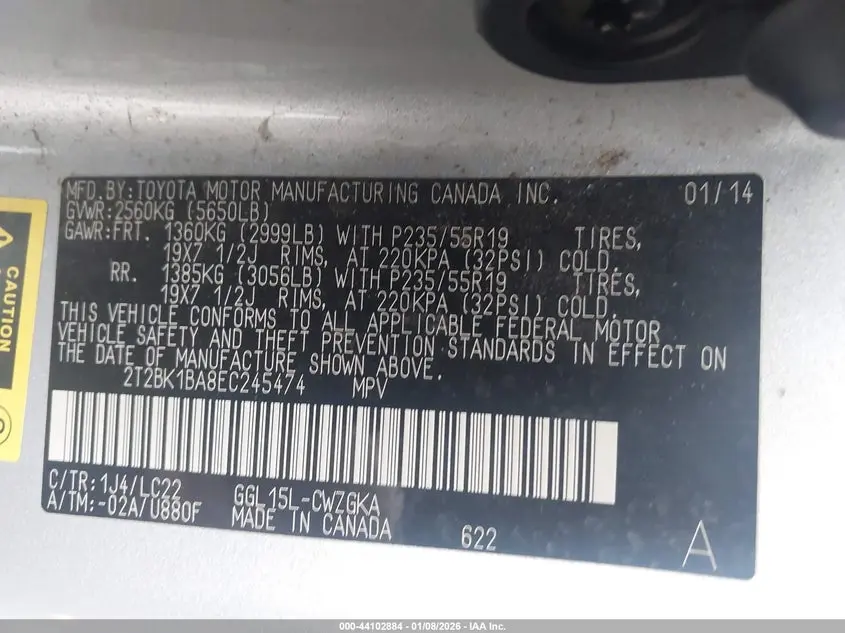 MFD.BY:TOYOTA MOTOR MANUFACTURING CANADA INC. 01/14
GVWR:2560KG (5650LB)
GAWR:FRT. 1360KG (2999LB) WITH P235/55R19 TIRES,
19X7 1/2J RIMS, AT 220KPA (32PSI) COLD.
RR. 1385KG (3056LB) WITH P235/55R19 TIRES,
19X7 1/2J RIMS, AT 220KPA (32PSI) COLD.
THIS VEHICLE CONFORMS TO ALL APPLICABLE FEDERAL MOTOR
VEHICLE SAFETY AND THEFT PREVENTION STANDARDS IN EFFECT ON
THE DATE OF MANUFACTURE SHOWN ABOVE.
2T2BK1BA8EC245474 MPV
C/TR:1J4/LC22 GGL15L-CWZGKA
A/TM:-02A/U880F MADE IN CANADA 622 A
CAUTION
000-44102884 - 01/08/2026 - IAA Inc.